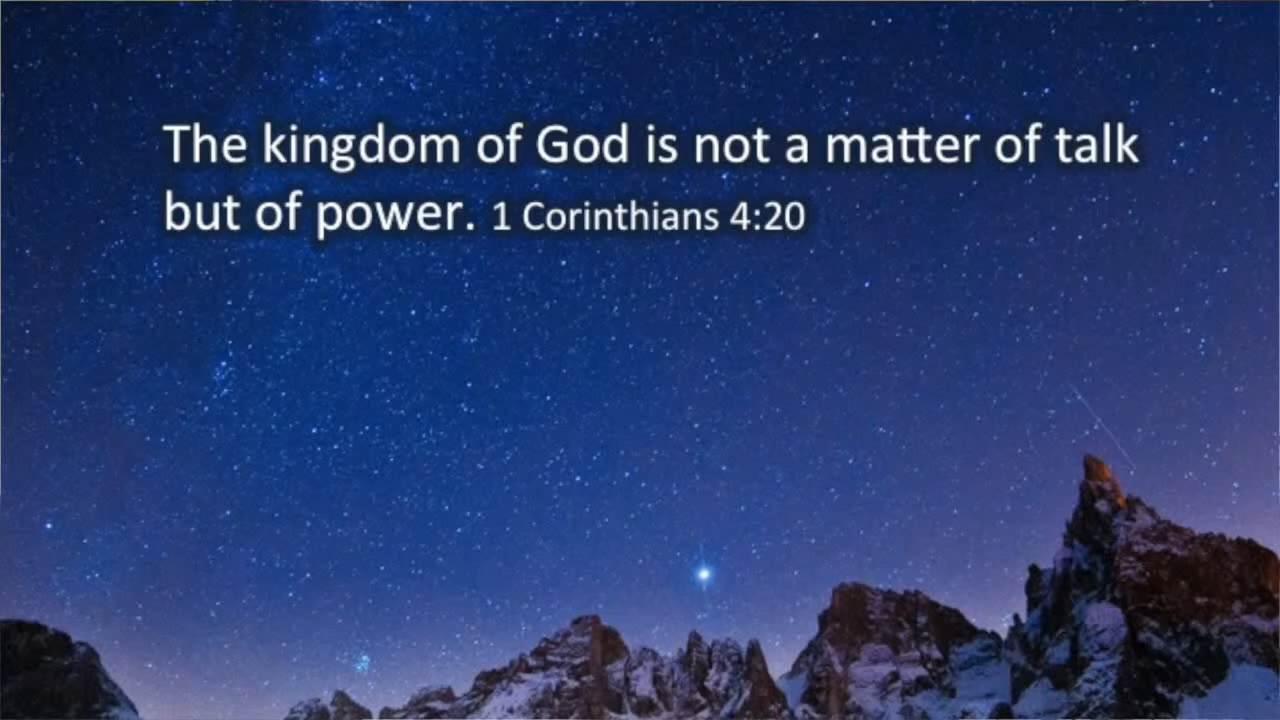 The kingdom of God is not a matter of talk
but of power. 1 Corinthians 4:20